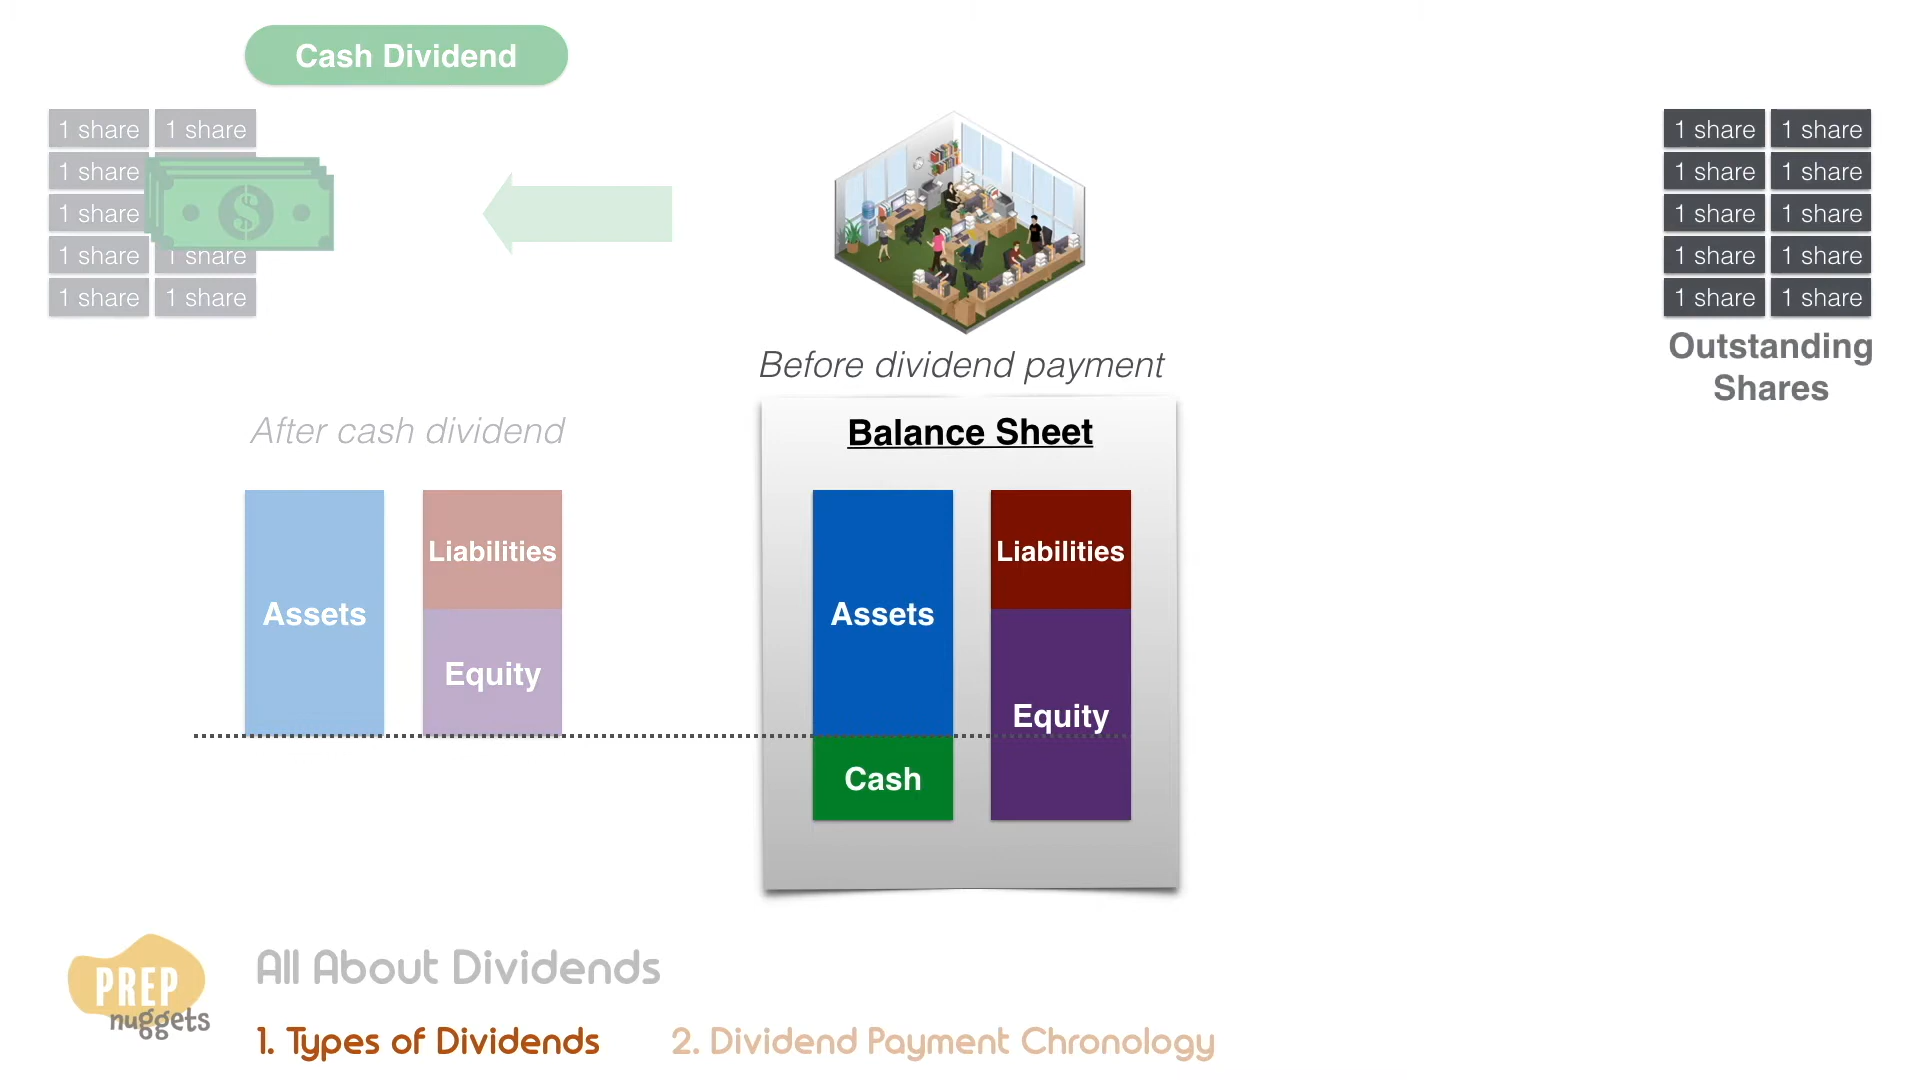 Cash Dividend
1 share 1 share
1 share
1 share
1 share 1 share
1 share 1 share
$
1 share 1 share
1 share 1 share
1 share 1 share
1 share 1 share
1 share 1 share
Outstanding
Shares
Before dividend payment
After cash dividend
Balance Sheet
Assets
Liabilities
Equity
Assets
Liabilities
Equity
Cash
PREP
nuggets
All About Dividends
1. Types of Dividends
2. Dividend Payment Chronology